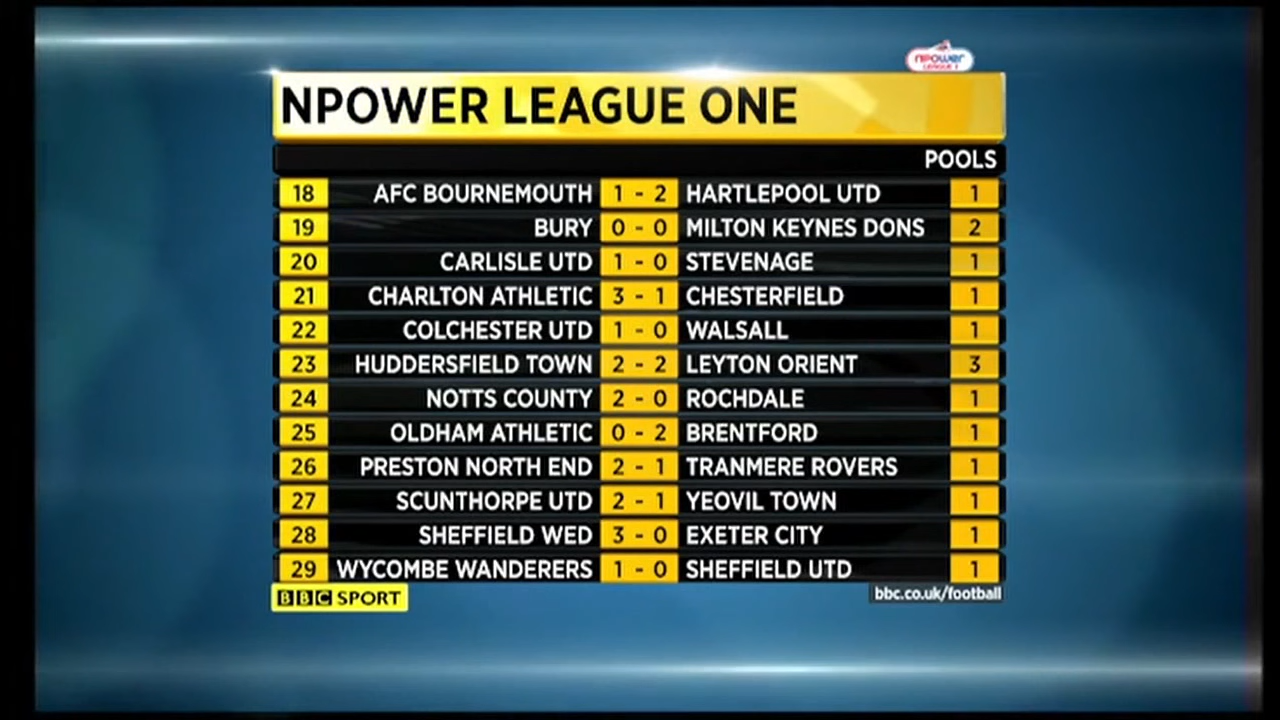 npower
LEAGUE 1
NPOWER LEAGUE ONE
POOLS
18 AFC BOURNEMOUTH 1 - 2 HARTLEPOOL UTD 1
19 BURY 0 - 0 MILTON KEYNES DONS 2
20 CARLISLE UTD 1 - 0 STEVENAGE 1
21 CHARLTON ATHLETIC 3 - 1 CHESTERFIELD 1
22 COLCHESTER UTD 1 - 0 WALSALL 1
23 HUDDERSFIELD TOWN 2 - 2 LEYTON ORIENT 3
24 NOTTS COUNTY 2 - 0 ROCHDALE 1
25 OLDHAM ATHLETIC 0 - 2 BRENTFORD 1
26 PRESTON NORTH END 2 - 1 TRANMERE ROVERS 1
27 SCUNTHORPE UTD 2 - 1 YEOVIL TOWN 1
28 SHEFFIELD WED 3 - 0 EXETER CITY 1
29 WYCOMBE WANDERERS 1 - 0 SHEFFIELD UTD 1
BBC SPORT bbc.co.uk/football